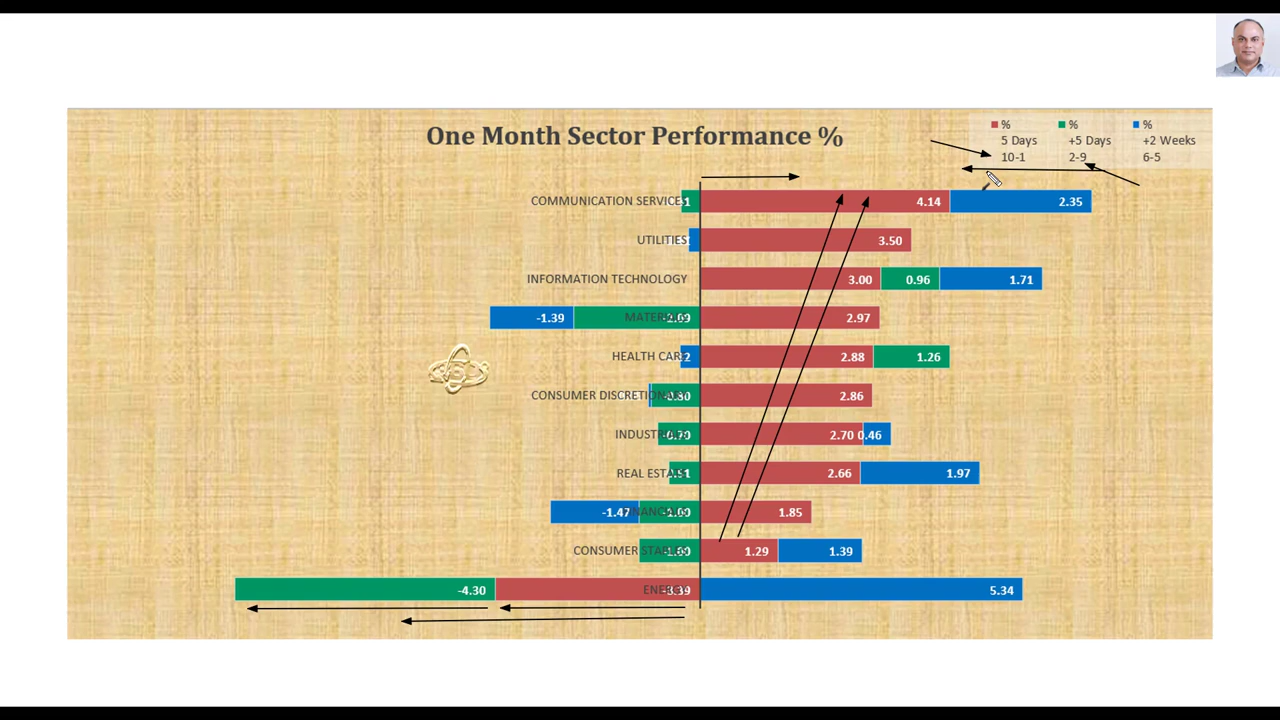 One Month Sector Performance %
% % %
5 Days +5 Days +2 Weeks
10-1 2-9 6-5
COMMUNICATION SERVICES 4.14 2.35
UTILITIES 3.50
INFORMATION TECHNOLOGY 3.00 0.96 1.71
-1.39 2.97
HEALTH CARE 2.88 1.26
CONSUMER DISCRETIONARY 2.86
2.70 0.46
REAL ESTATE 2.66 1.97
-1.47 1.85
CONSUMER STAPLES 1.29 1.39
-4.30 ENERGY 5.34